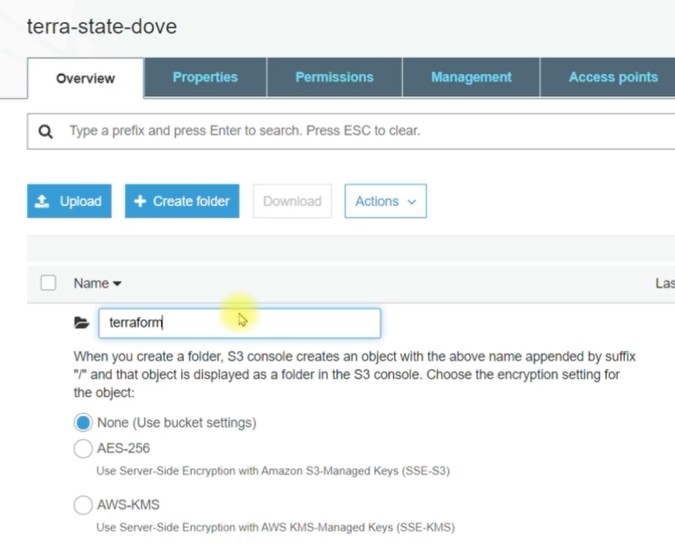 terra-state-dove
Overview Properties Permissions Management Access points
Type a prefix and press Enter to search. Press ESC to clear.
Upload + Create folder Download Actions
Name
terraform
When you create a folder, S3 console creates an object with the above name appended by suffix
"/" and that object is displayed as a folder in the S3 console. Choose the encryption setting for
the object:
None (Use bucket settings)
AES-256
Use Server-Side Encryption with Amazon S3-Managed Keys (SSE-S3)
AWS-KMS
Use Server-Side Encryption with AWS KMS-Managed Keys (SSE-KMS)